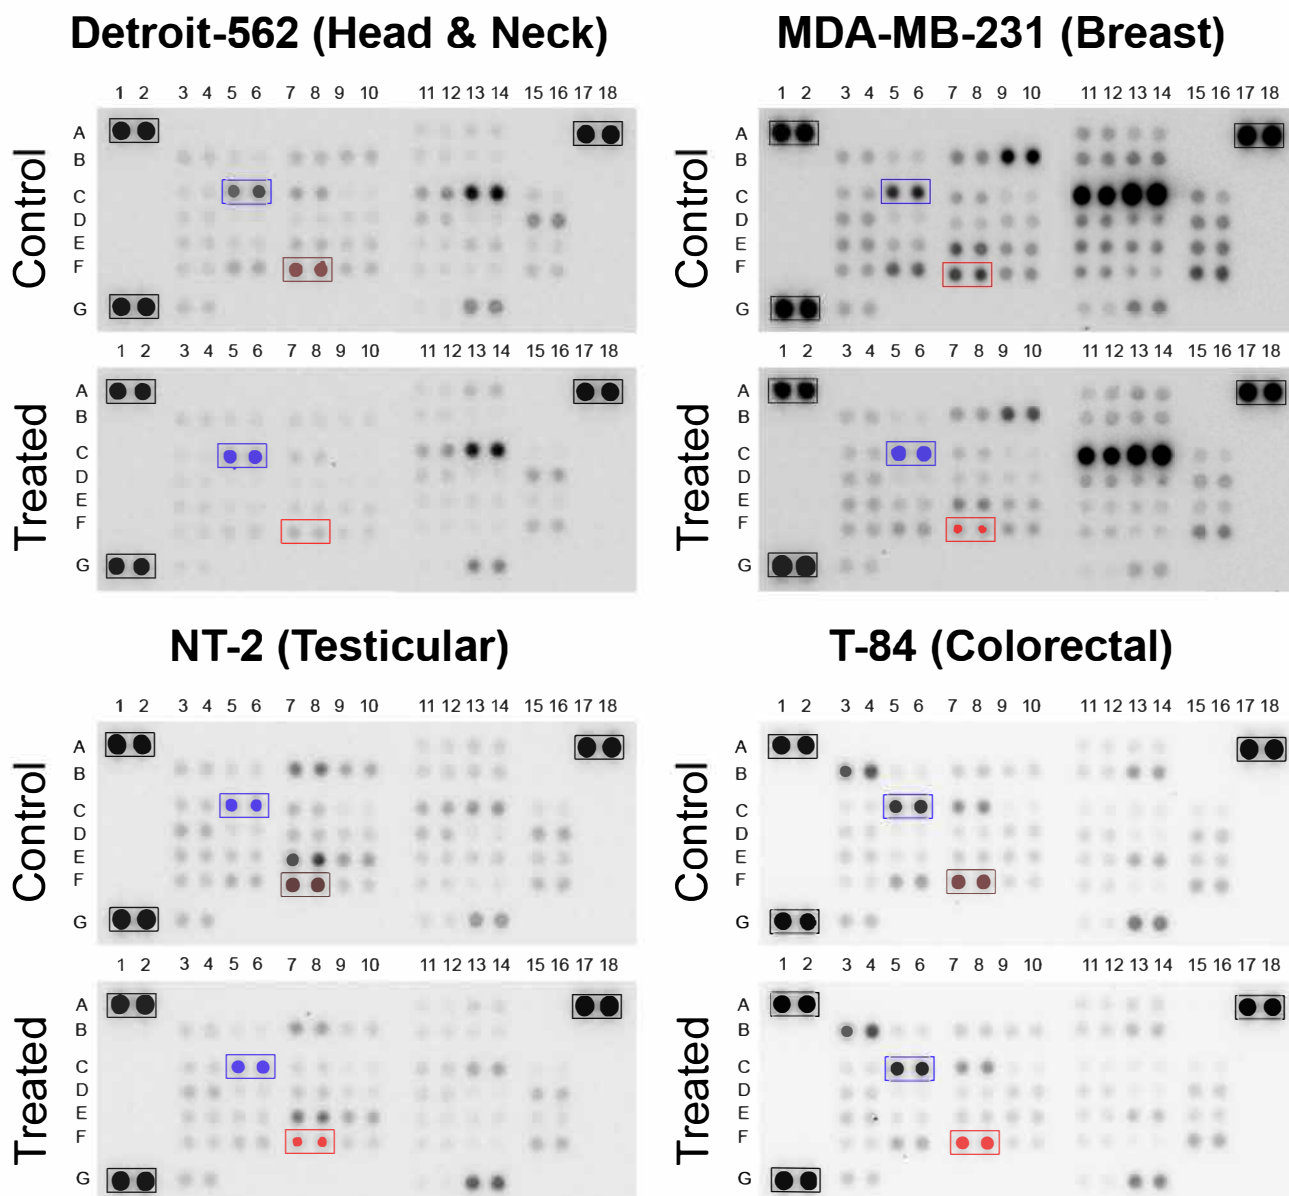 Detroit-562 (Head & Neck)
1 2 3 4 5 6 7 8 9 10 11 12 13 14 15 16 17 18
Control
A
B
C
D
E
F
G
1 2 3 4 5 6 7 8 9 10 11 12 13 14 15 16 17 18
Treated
A
B
C
D
E
F
G
MDA-MB-231 (Breast)
1 2 3 4 5 6 7 8 9 10 11 12 13 14 15 16 17 18
Control
A
B
C
D
E
F
G
1 2 3 4 5 6 7 8 9 10 11 12 13 14 15 16 17 18
Treated
A
B
C
D
E
F
G
NT-2 (Testicular)
1 2 3 4 5 6 7 8 9 10 11 12 13 14 15 16 17 18
Control
A
B
C
D
E
F
G
1 2 3 4 5 6 7 8 9 10 11 12 13 14 15 16 17 18
Treated
A
B
C
D
E
F
G
T-84 (Colorectal)
1 2 3 4 5 6 7 8 9 10 11 12 13 14 15 16 17 18
Control
A
B
C
D
E
F
G
1 2 3 4 5 6 7 8 9 10 11 12 13 14 15 16 17 18
Treated
A
B
C
D
E
F
G